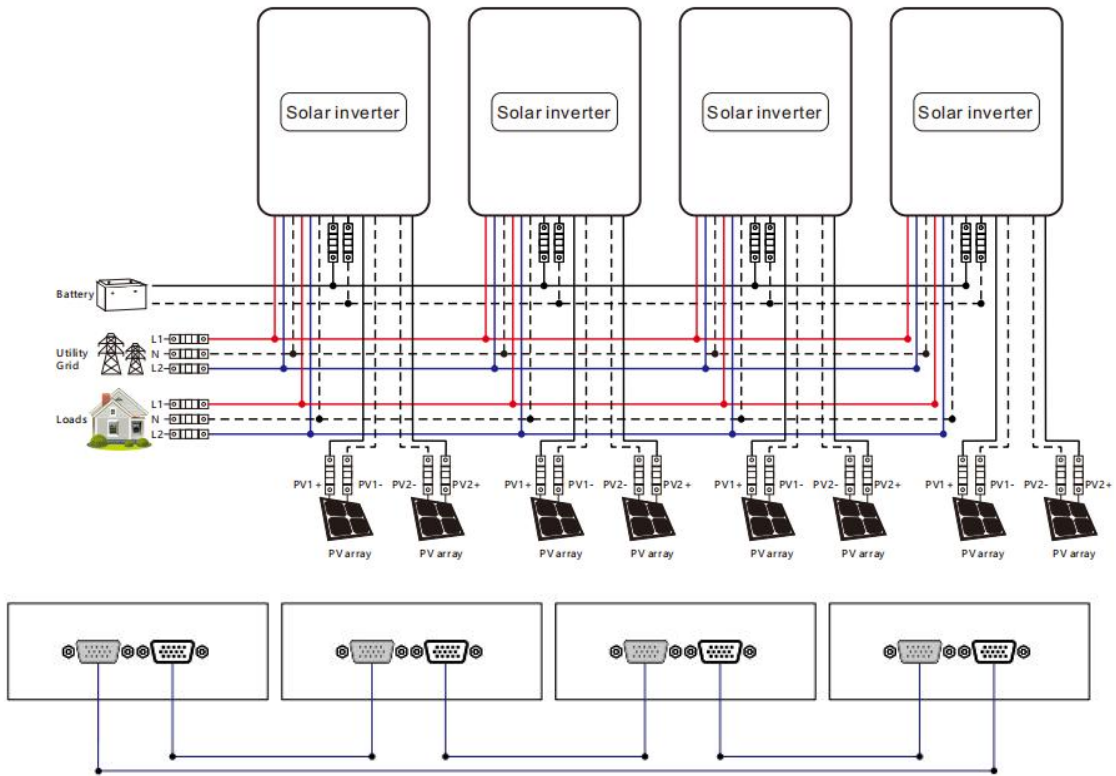 Solar inverter
Solar inverter
Solar inverter
Solar inverter
Battery
Utility
Grid
L1
N
L2
Loads
L1
N
L2
PV1+
PV1-
PV2-
PV2+
PV1+
PV1-
PV2-
PV2+
PV1+
PV1-
PV2-
PV2+
PV1+
PV1-
PV2-
PV2+
PV array
PV array
PV array
PV array
PV array
PV array
PV array
PV array